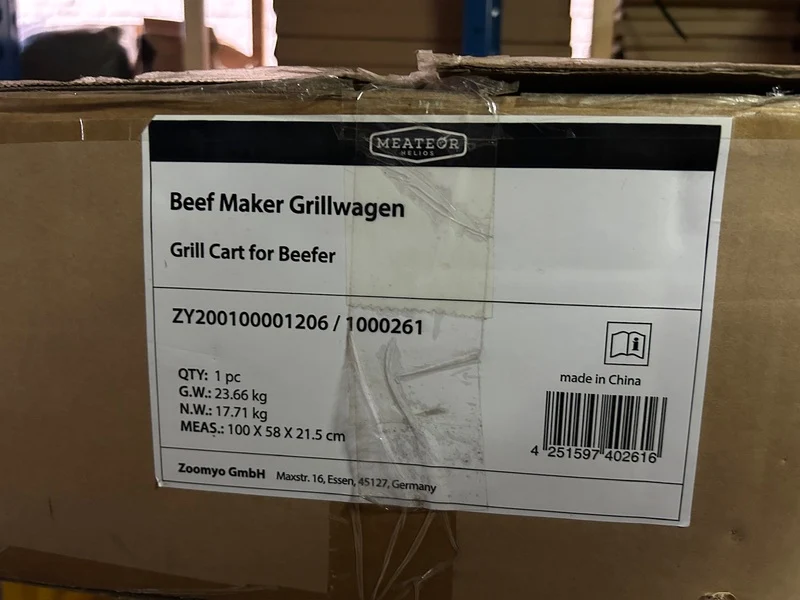 MEATEOR
HELIOS
Beef Maker Grillwagen
Grill Cart for Beefer
ZY200100001206 / 1000261
QTY: 1 pc
G.W.: 23.66 kg
N.W.: 17.71 kg
MEAS.: 100 X 58 X 21.5 cm
made in China
4 251597 402616
Zoomyo GmbH Maxstr. 16, Essen, 45127, Germany